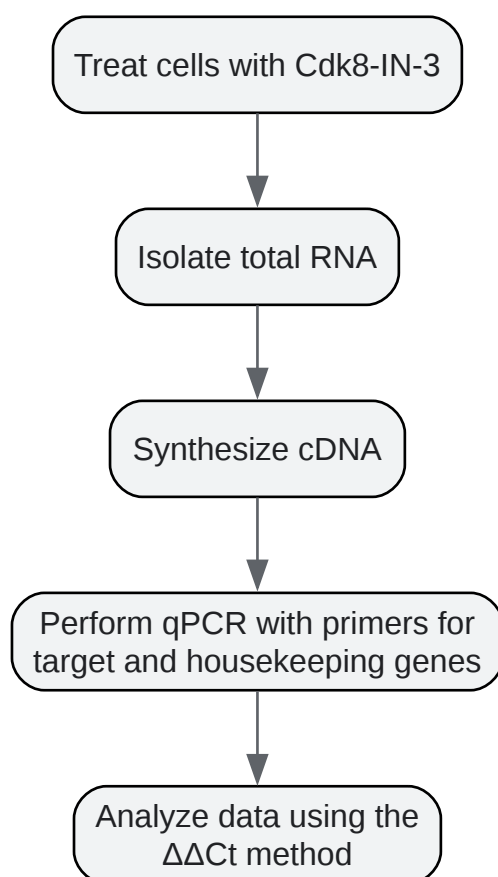 Treat cells with Cdk8-IN-3
Isolate total RNA
Synthesize cDNA
Perform qPCR with primers for
target and housekeeping genes
Analyze data using the
ΔΔCt method